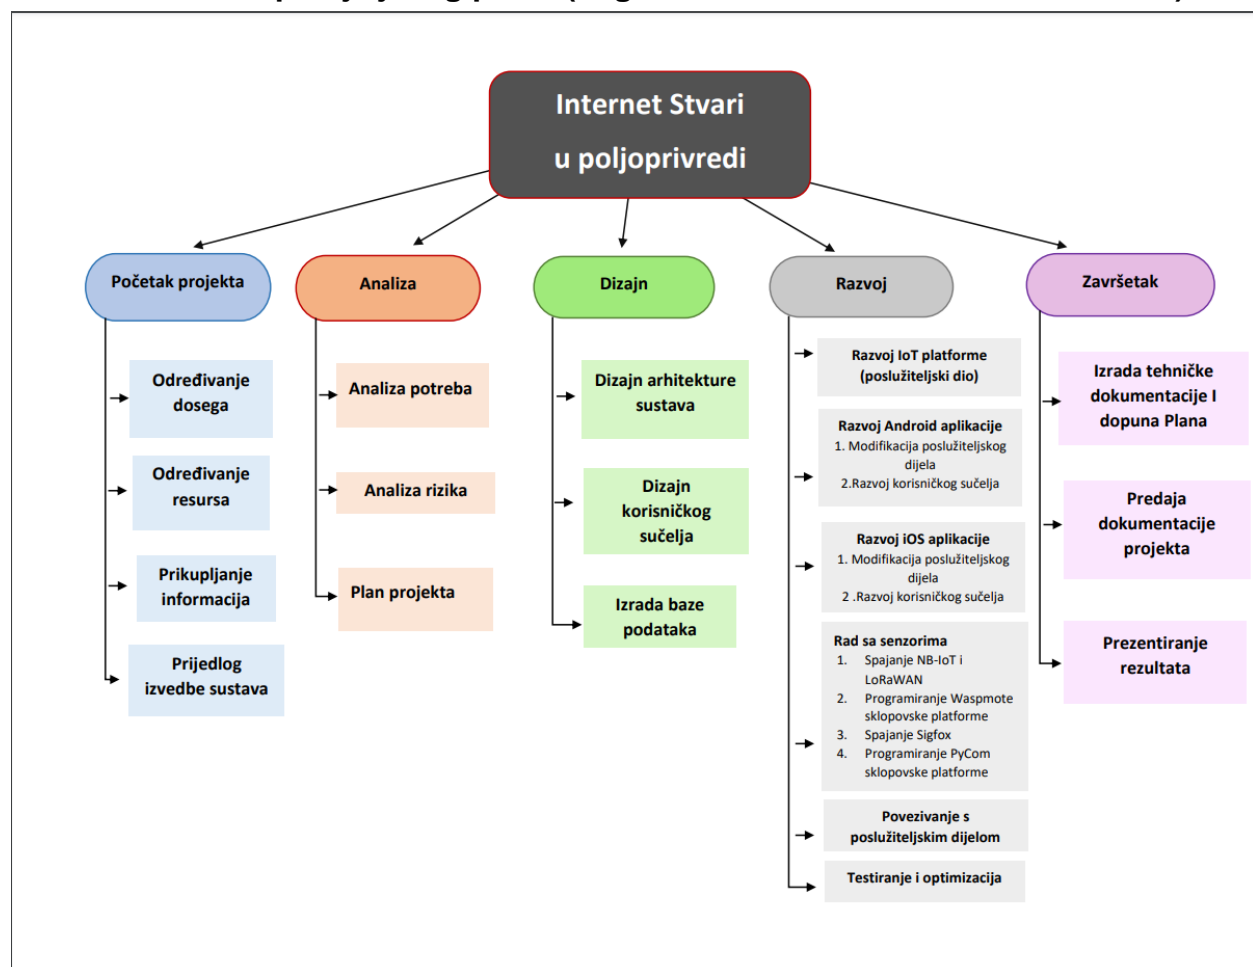 Internet Stvari
u poljoprivredi
Početak projekta
Određivanje
dosega
Određivanje
resursa
Prikupljanje
informacija
Prijedlog
izvedbe sustava
Analiza
Analiza potreba
Analiza rizika
Plan projekta
Dizajn
Dizajn arhitekture
sustava
Dizajn
korisničkog
sučelja
Izrada baze
podataka
Razvoj
Razvoj IoT platforme
(poslužiteljski dio)
Razvoj Android aplikacije
1. Modifikacija poslužiteljskog
dijela
2.Razvoj korisničkog sučelja
Razvoj iOS aplikacije
1. Modifikacija poslužiteljskog
dijela
2 .Razvoj korisničkog sučelja
Rad sa senzorima
1. Spajanje NB-IoT i
LoRaWAN
2. Programiranje Waspmote
sklopovske platforme
3. Spajanje Sigfox
4. Programiranje PyCom
sklopovske platforme
Povezivanje s
poslužiteljskim dijelom
Testiranje i optimizacija
Završetak
Izrada tehničke
dokumentacije I
dopuna Plana
Predaja
dokumentacije
projekta
Prezentiranje
rezultata